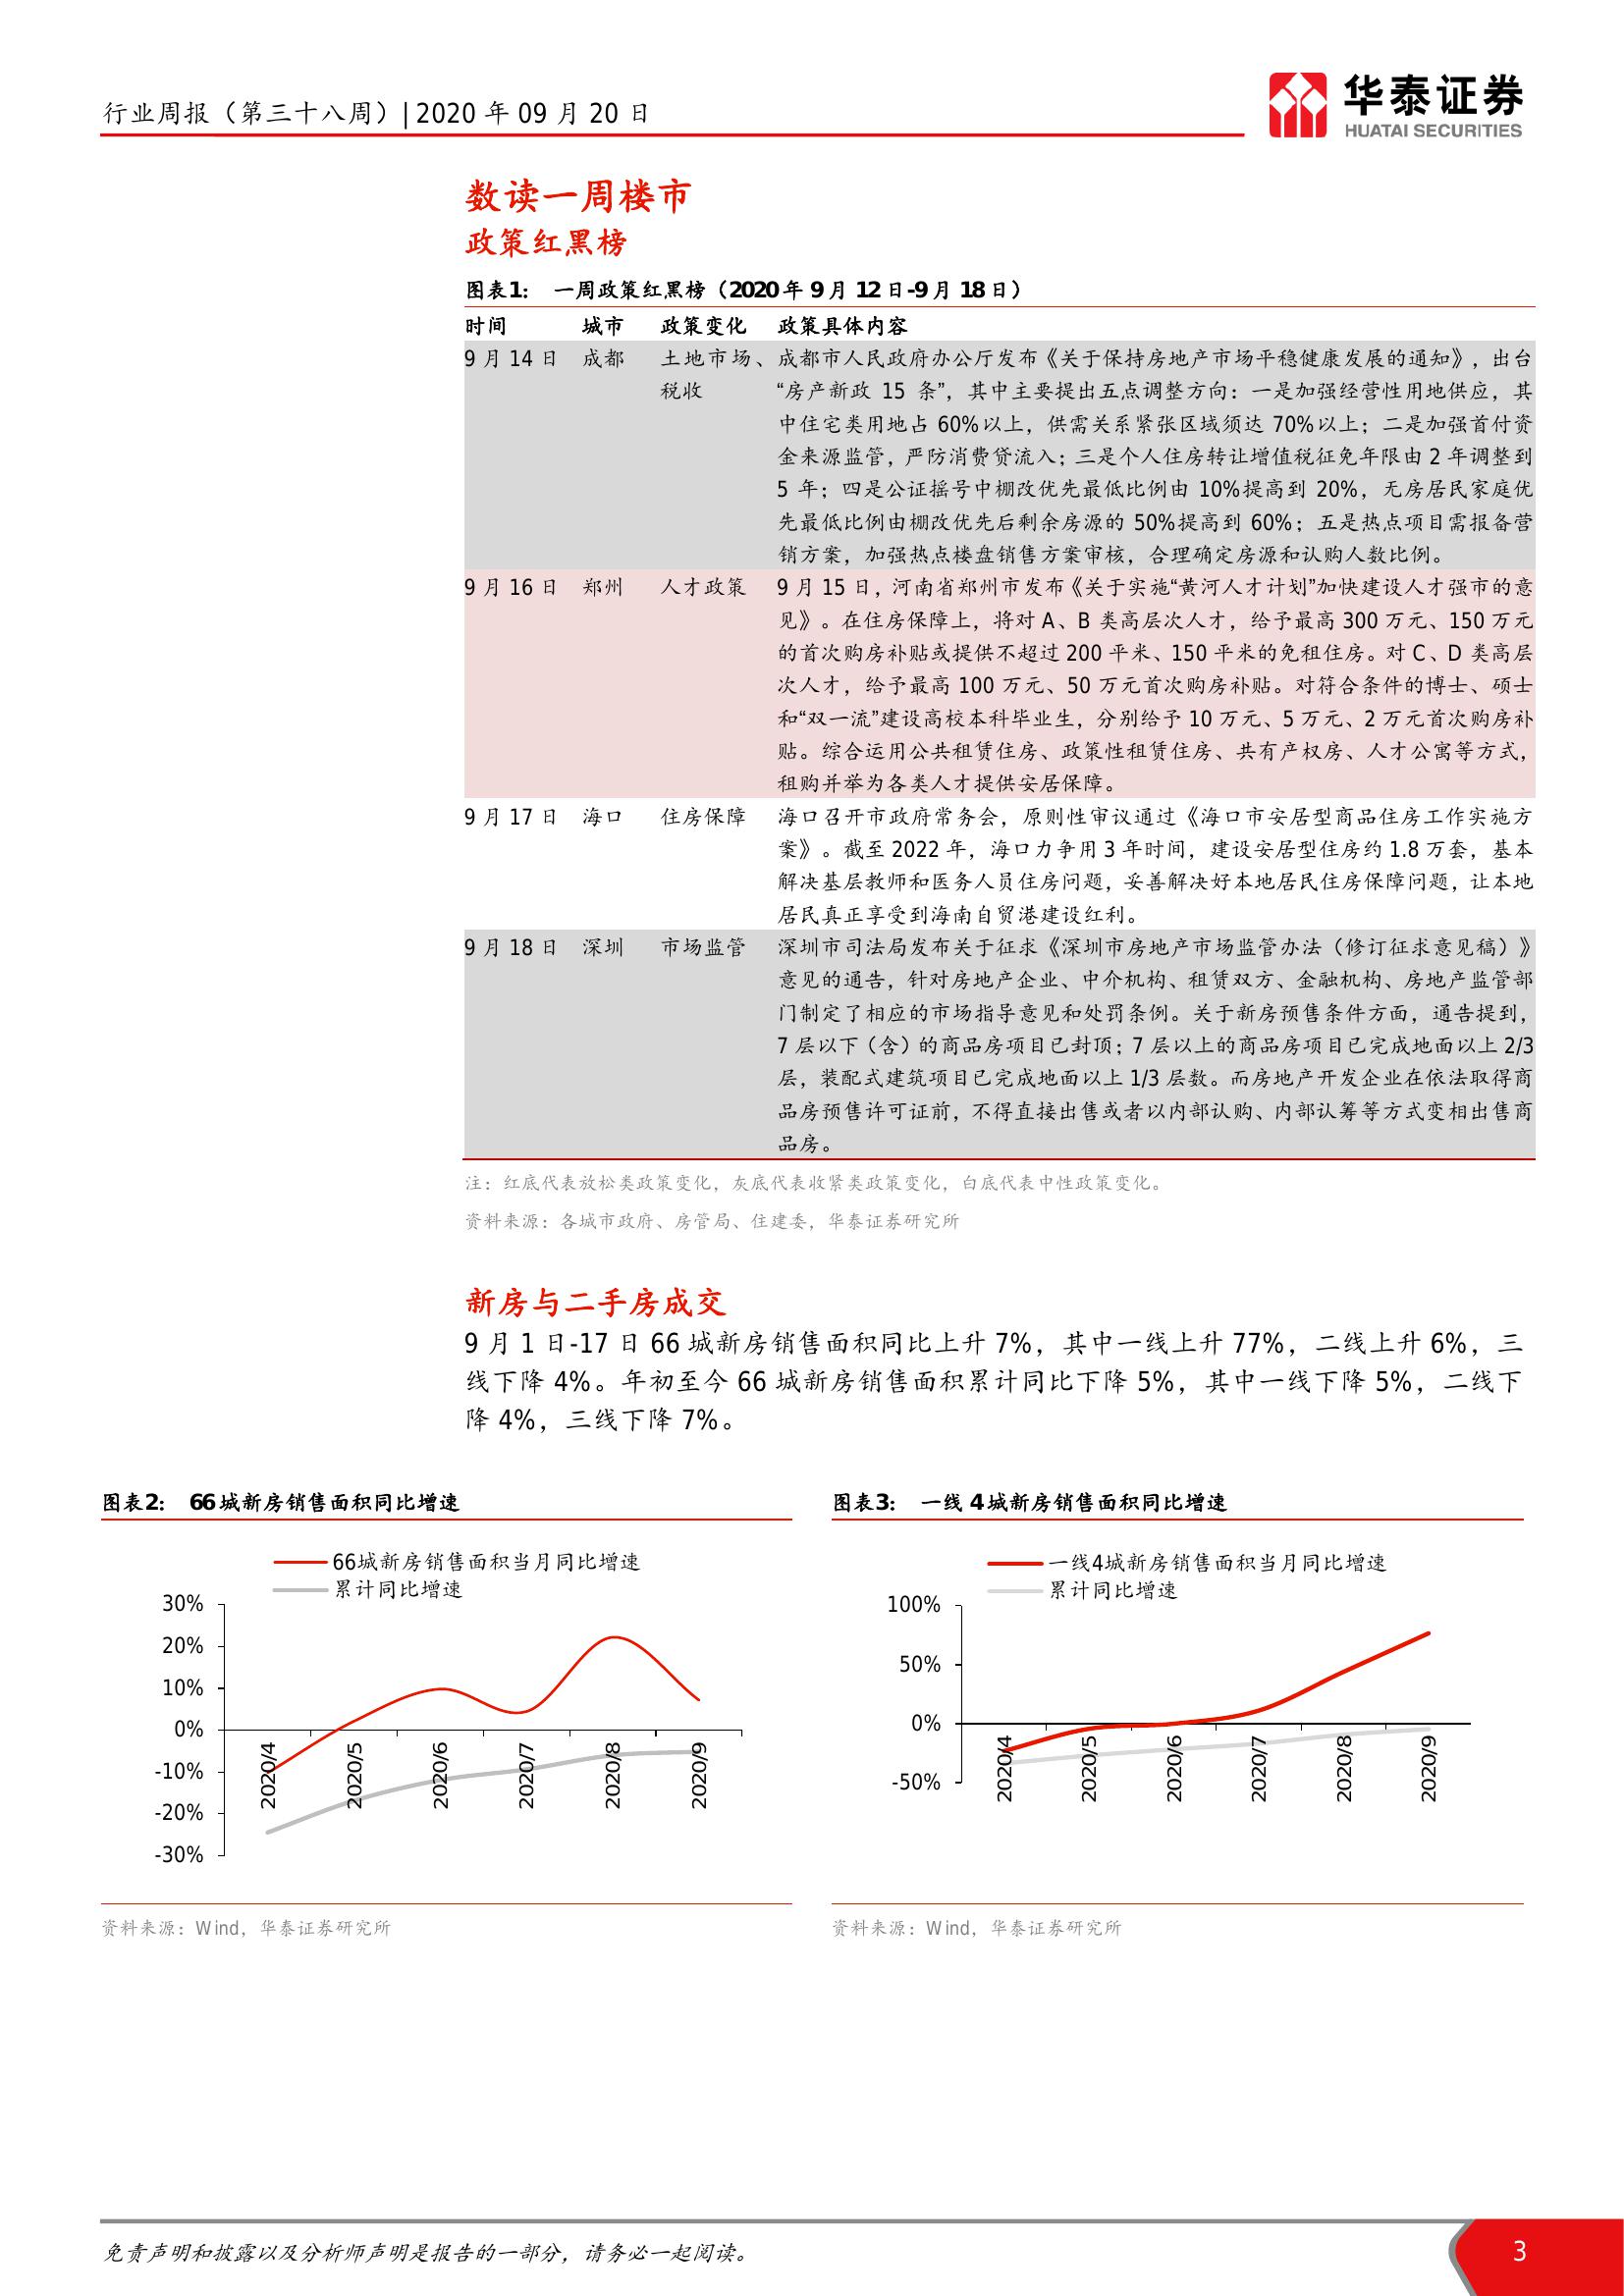 行业周报（第三十八周）| 2020 年 09 月 20 日
华泰证券
HUATAI SECURITIES
数读一周楼市
政策红黑榜
图表1： 一周政策红黑榜（2020 年 9 月 12 日-9 月 18 日）
时间 城市 政策变化 政策具体内容
9 月 14 日 成都 土地市场、 成都市人民政府办公厅发布《关于保持房地产市场平稳健康发展的通知》，出台
税收 “房产新政 15 条”，其中主要提出五点调整方向：一是加强经营性用地供应，其
中住宅类用地占 60%以上，供需关系紧张区域须达 70%以上；二是加强首付资
金来源监管，严防消费贷流入；三是个人住房转让增值税征免年限由 2 年调整到
5 年；四是公证摇号中棚改优先最低比例由 10%提高到 20%，无房居民家庭优
先最低比例由棚改优先后剩余房源的 50%提高到 60%；五是热点项目需报备营
销方案，加强热点楼盘销售方案审核，合理确定房源和认购人数比例。
9 月 16 日 郑州 人才政策 9 月 15 日，河南省郑州市发布《关于实施“黄河人才计划”加快建设人才强市的意
见》。在住房保障上，将对 A、B 类高层次人才，给予最高 300 万元、150 万元
的首次购房补贴或提供不超过 200 平米、150 平米的免租住房。对 C、D 类高层
次人才，给予最高 100 万元、50 万元首次购房补贴。对符合条件的博士、硕士
和“双一流”建设高校本科毕业生，分别给予 10 万元、5 万元、2 万元首次购房补
贴。综合运用公共租赁住房、政策性租赁住房、共有产权房、人才公寓等方式，
租购并举为各类人才提供安居保障。
9 月 17 日 海口 住房保障 海口召开市政府常务会，原则性审议通过《海口市安居型商品住房工作实施方
案》。截至 2022 年，海口力争用 3 年时间，建设安居型住房约 1.8 万套，基本
解决基层教师和医务人员住房问题，妥善解决好本地居民住房保障问题，让本地
居民真正享受到海南自贸港建设红利。
9 月 18 日 深圳 市场监管 深圳市司法局发布关于征求《深圳市房地产市场监管办法（修订征求意见稿）》
意见的通告，针对房地产企业、中介机构、租赁双方、金融机构、房地产监管部
门制定了相应的市场指导意见和处罚条例。关于新房预售条件方面，通告提到，
7 层以下（含）的商品房项目已封顶；7 层以上的商品房项目已完成地面以上 2/3
层，装配式建筑项目已完成地面以上 1/3 层数。而房地产开发企业在依法取得商
品房预售许可证前，不得直接出售或者以内部认购、内部认筹等方式变相出售商
品房。
注：红底代表放松类政策变化，灰底代表收紧类政策变化，白底代表中性政策变化。
资料来源：各城市政府、房管局、住建委，华泰证券研究所
新房与二手房成交
9 月 1 日-17 日 66 城新房销售面积同比上升 7%，其中一线上升 77%，二线上升 6%，三
线下降 4%。年初至今 66 城新房销售面积累计同比下降 5%，其中一线下降 5%，二线下
降 4%，三线下降 7%。
图表2： 66 城新房销售面积同比增速
66城新房销售面积当月同比增速
累计同比增速
30%
20%
10%
0%
-10%
-20%
-30%
2020/4 2020/5 2020/6 2020/7 2020/8 2020/9
资料来源：Wind，华泰证券研究所
图表3： 一线 4 城新房销售面积同比增速
一线4城新房销售面积当月同比增速
累计同比增速
100%
50%
0%
-50%
2020/4 2020/5 2020/6 2020/7 2020/8 2020/9
资料来源：Wind，华泰证券研究所
免责声明和披露以及分析师声明是报告的一部分，请务必一起阅读。
3